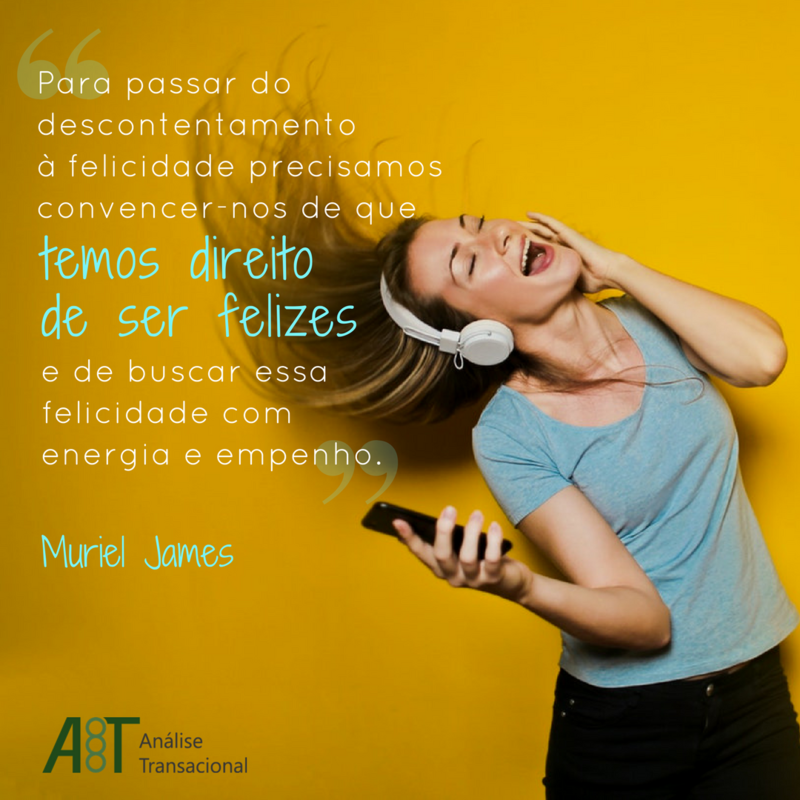 “
Para passar do
descontentamento
à felicidade precisamos
convencer-nos de que
temos direito
de ser felizes
e de buscar essa
felicidade com
energia e empenho.
”
Muriel James
A8T Análise
Transacional